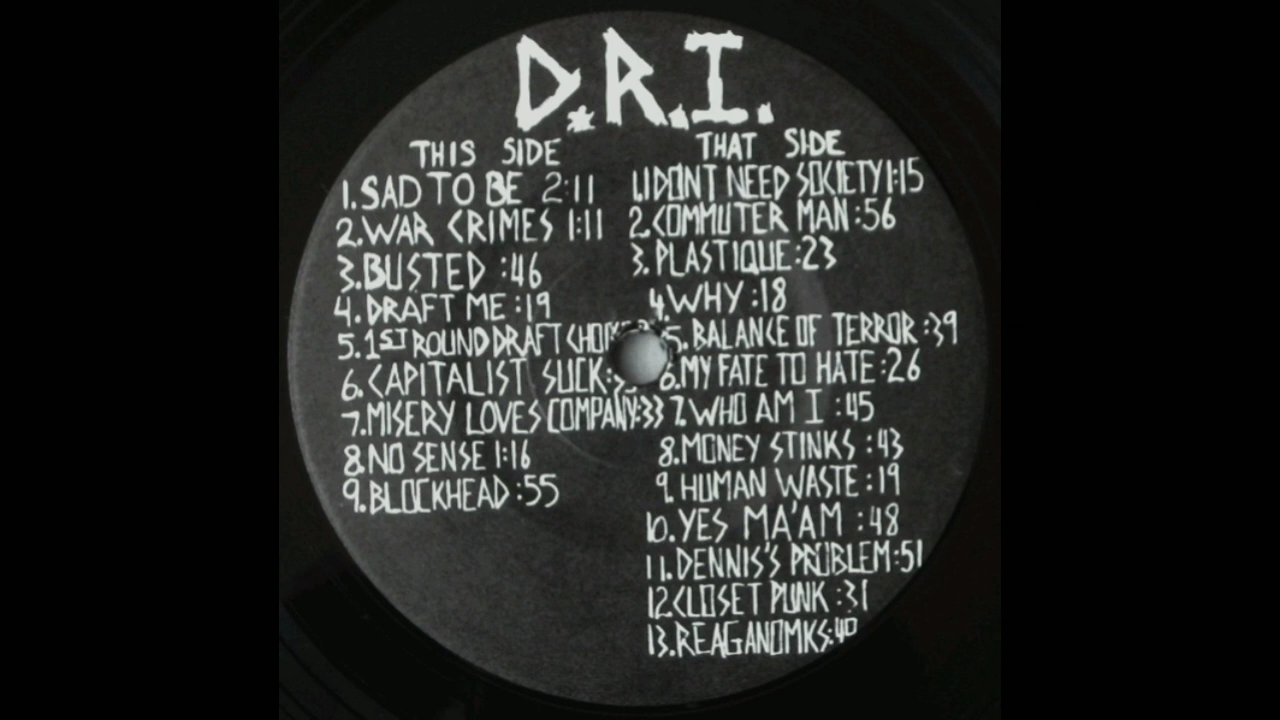 D.R.I.
THIS SIDE
1. SAD TO BE 2:11
2. WAR CRIMES 1:11
3. BUSTED :46
4. DRAFT ME :19
5. 1ST ROUND DRAFT
6. CAPITALIST SUCK
7. MISERY LOVES COMPANY :33
8. NO SENSE 1:16
9. BLOCKHEAD :55
THAT SIDE
1. I DONT NEED SOCIETY 1:15
2. COMMUTER MAN :56
3. PLASTIQUE :23
4. WHY :18
5. BALANCE OF TERROR :39
6. MY FATE TO HATE :26
7. WHO AM I :45
8. MONEY STINKS :43
9. HUMAN WASTE :19
10. YES MA'AM :48
11. DENNIS'S PROBLEM :51
12. CLOSET PUNK :31
13. REAGANOMKS :40